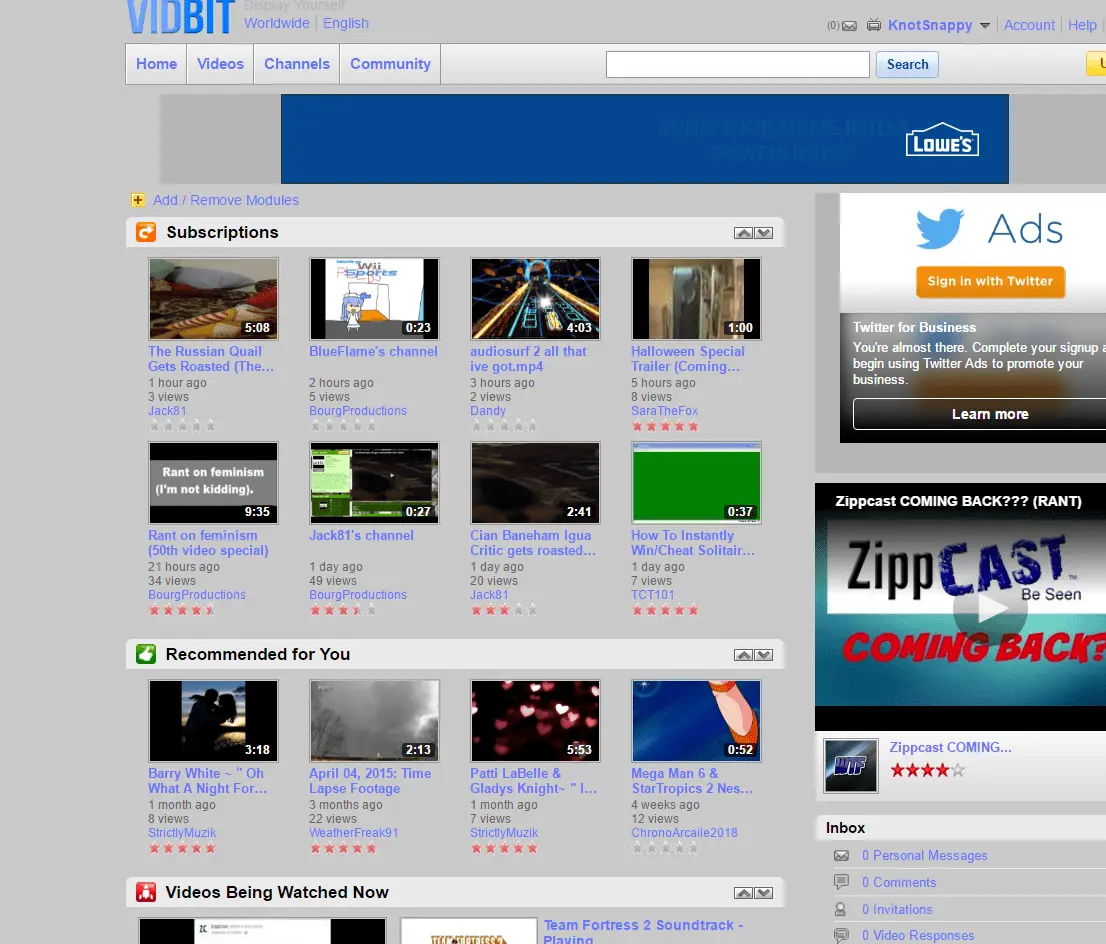 VIDBIT
Display Yourself
Worldwide | English
(0) KnotSnappy | Account | Help |
Home
Videos
Channels
Community
Search
LOWE'S
Add / Remove Modules
Subscriptions
5:08
The Russian Quail
Gets Roasted (The...
1 hour ago
3 views
Jack81
Wii
Sports
0:23
BlueFlame's channel
2 hours ago
5 views
BourgProductions
4:03
audiosurf 2 all that
ive got.mp4
3 hours ago
2 views
Dandy
1:00
Halloween Special
Trailer (Coming...
5 hours ago
8 views
SaraTheFox
Rant on feminism
(I'm not kidding).
9:35
Rant on feminism
(50th video special)
21 hours ago
34 views
BourgProductions
0:27
Jack81's channel
1 day ago
49 views
BourgProductions
2:41
Cian Baneham Igua
Critic gets roasted...
1 day ago
20 views
Jack81
0:37
How To Instantly
Win/Cheat Solitair...
1 day ago
7 views
TCT101
Recommended for You
3:18
Barry White ~ " Oh
What A Night For...
1 month ago
8 views
StrictlyMuzik
2:13
April 04, 2015: Time
Lapse Footage
3 months ago
22 views
WeatherFreak91
5:53
Patti LaBelle &
Gladys Knight~ " I...
1 month ago
7 views
StrictlyMuzik
0:52
Mega Man 6 &
StarTropics 2 Nes...
4 weeks ago
12 views
ChronoArcaile2018
Videos Being Watched Now
Team Fortress 2 Soundtrack -
Playing
Ads
Sign in with Twitter
Twitter for Business
You're almost there. Complete your signup a
begin using Twitter Ads to promote your
business.
Learn more
Zippcast COMING BACK??? (RANT)
ZippCAST
™
Be Seen
COMING BACK?
WTF
Zippcast COMING...
Inbox
0 Personal Messages
0 Comments
0 Invitations
0 Video Responses